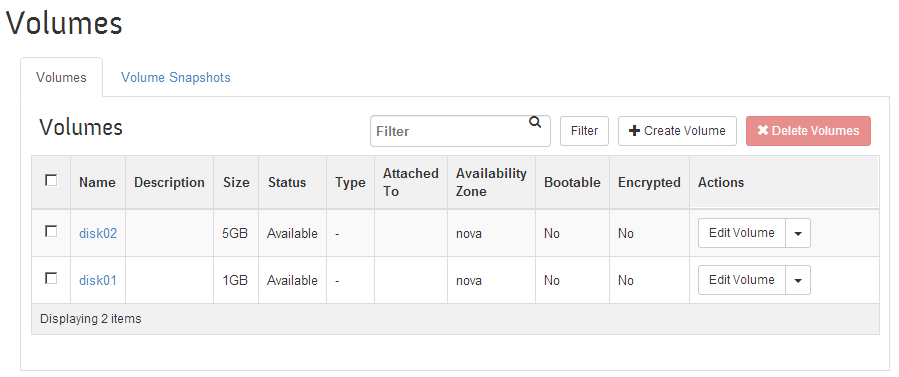 Volumes
Volumes Volume Snapshots
Volumes Filter Filter Create Volume Delete Volumes
Name Description Size Status Type Attached To Availability Zone Bootable Encrypted Actions
disk02 5GB Available - nova No No Edit Volume
disk01 1GB Available - nova No No Edit Volume
Displaying 2 items